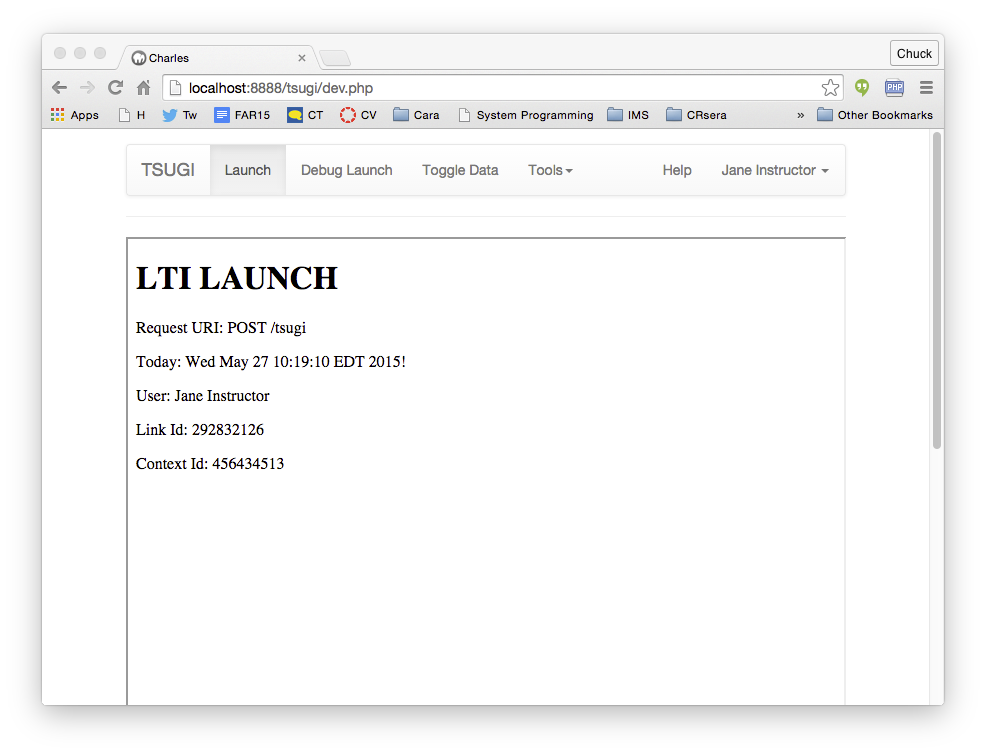 Charles
Chuck
localhost:8888/tsugi/dev.php
PHP
Apps H Tw FAR15 CT CV Cara System Programming IMS CRsera » Other Bookmarks
TSUGI Launch Debug Launch Toggle Data Tools Help Jane Instructor
LTI LAUNCH
Request URI: POST /tsugi
Today: Wed May 27 10:19:10 EDT 2015!
User: Jane Instructor
Link Id: 292832126
Context Id: 456434513